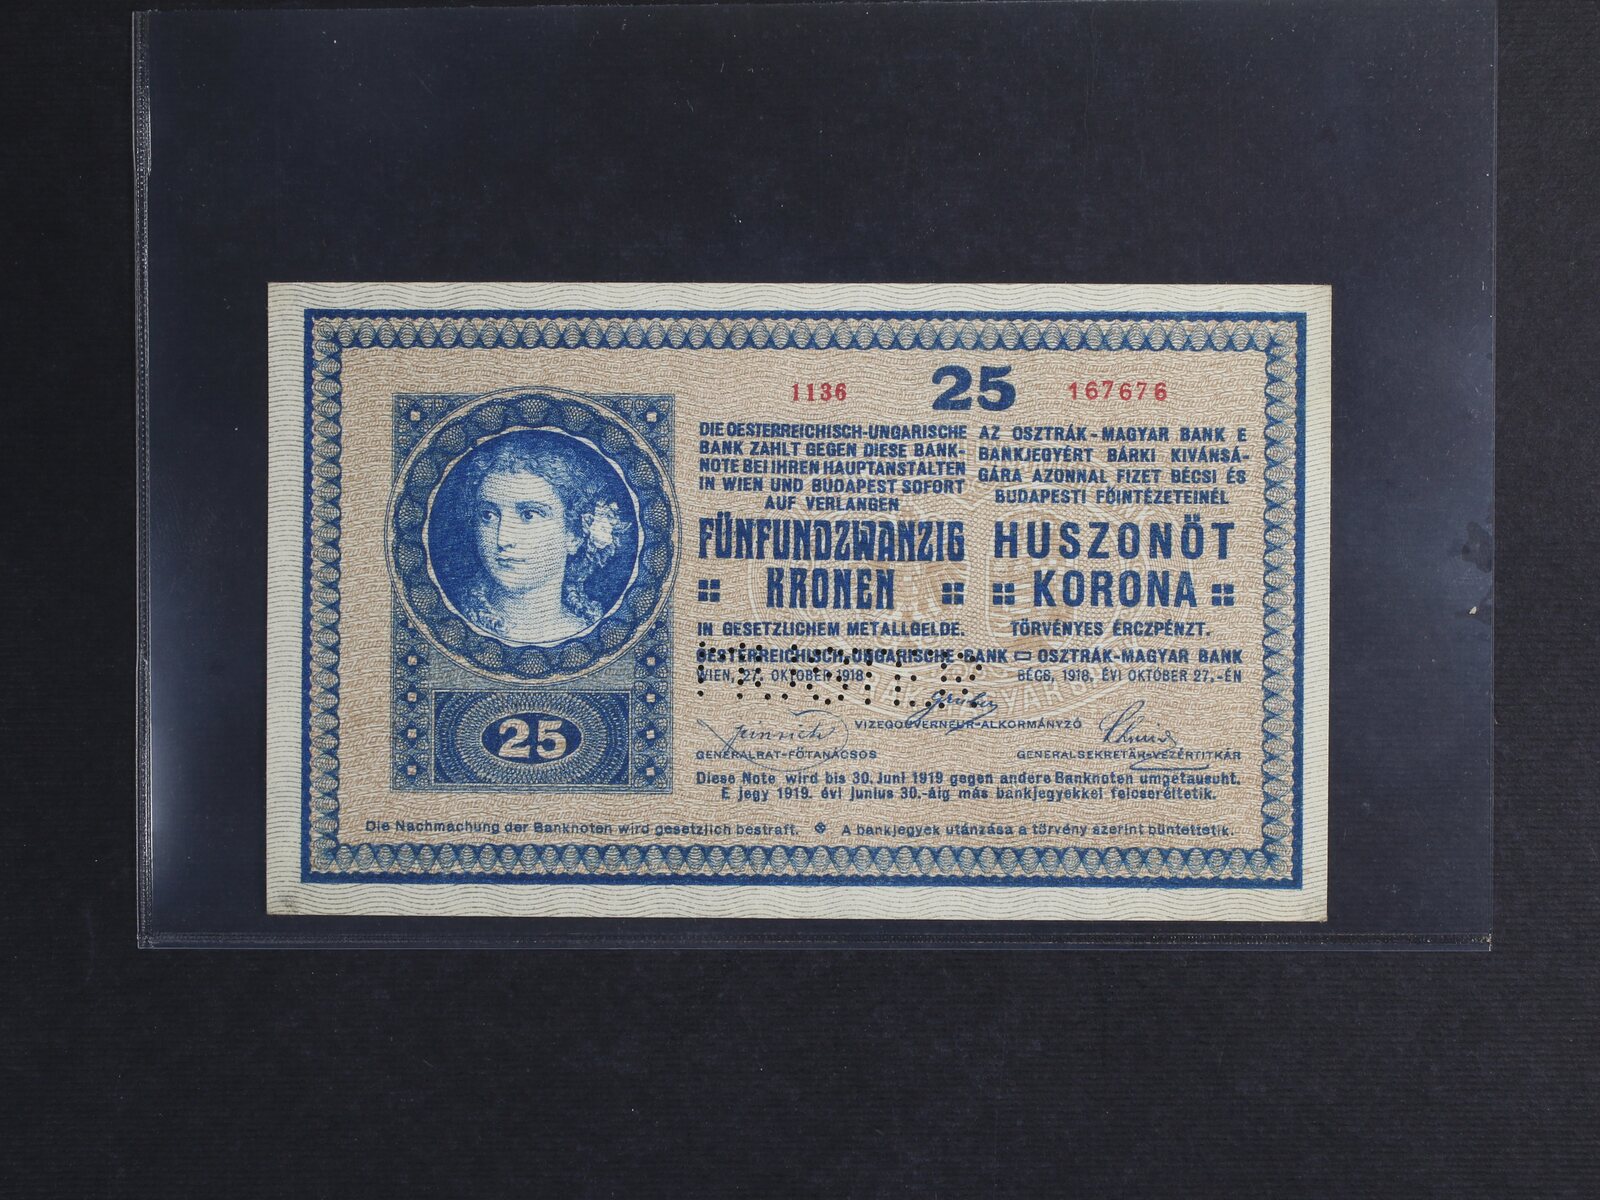 1136 25 167676
DIE OESTERREICHISCH-UNGARISCHE
BANK ZAHLT GEGEN DIESE BANK-
NOTE BEI IHREN HAUPTANSTALTEN
IN WIEN UND BUDAPEST SOFORT
AUF VERLANGEN
FÜNFUNDZWANZIG
KRONEN
IN GESETZLICHEM METALLGELDE.
AZ OSZTRÁK-MAGYAR BANK E
BANKJEGYÉRT BÁRKI KIVÁNSÁ-
GÁRA AZONNAL FIZET BÉCSI ÉS
BUDAPESTI FŐINTÉZETEINÉL
HUSZONÖT
KORONA
TÖRVÉNYES ÉRCZPÉNZT.
OESTERREICHISCH-UNGARISCHE BANK OSZTRÁK-MAGYAR BANK
WIEN, 27. OKTOBER 1918 BÉCS, 1918. ÉVI OKTOBER 27.-ÉN
Gruber
VIZEGOUVERNEUR-ALKORMÁNYZÓ
GENERALRAT-FŐTANÁCSOS
GENERALSEKRETÄR-VEZÉRTITKÁR
Diese Note wird bis 30. Juni 1919 gegen andere Banknoten umgetauscht.
E jegy 1919. évi junius 30.-áig más bankjegyekkel felcseréltetik.
Die Nachmachung der Banknoten wird gesetzlich bestraft. A bankjegyek utánzása a törvény szerint büntettetik.
25